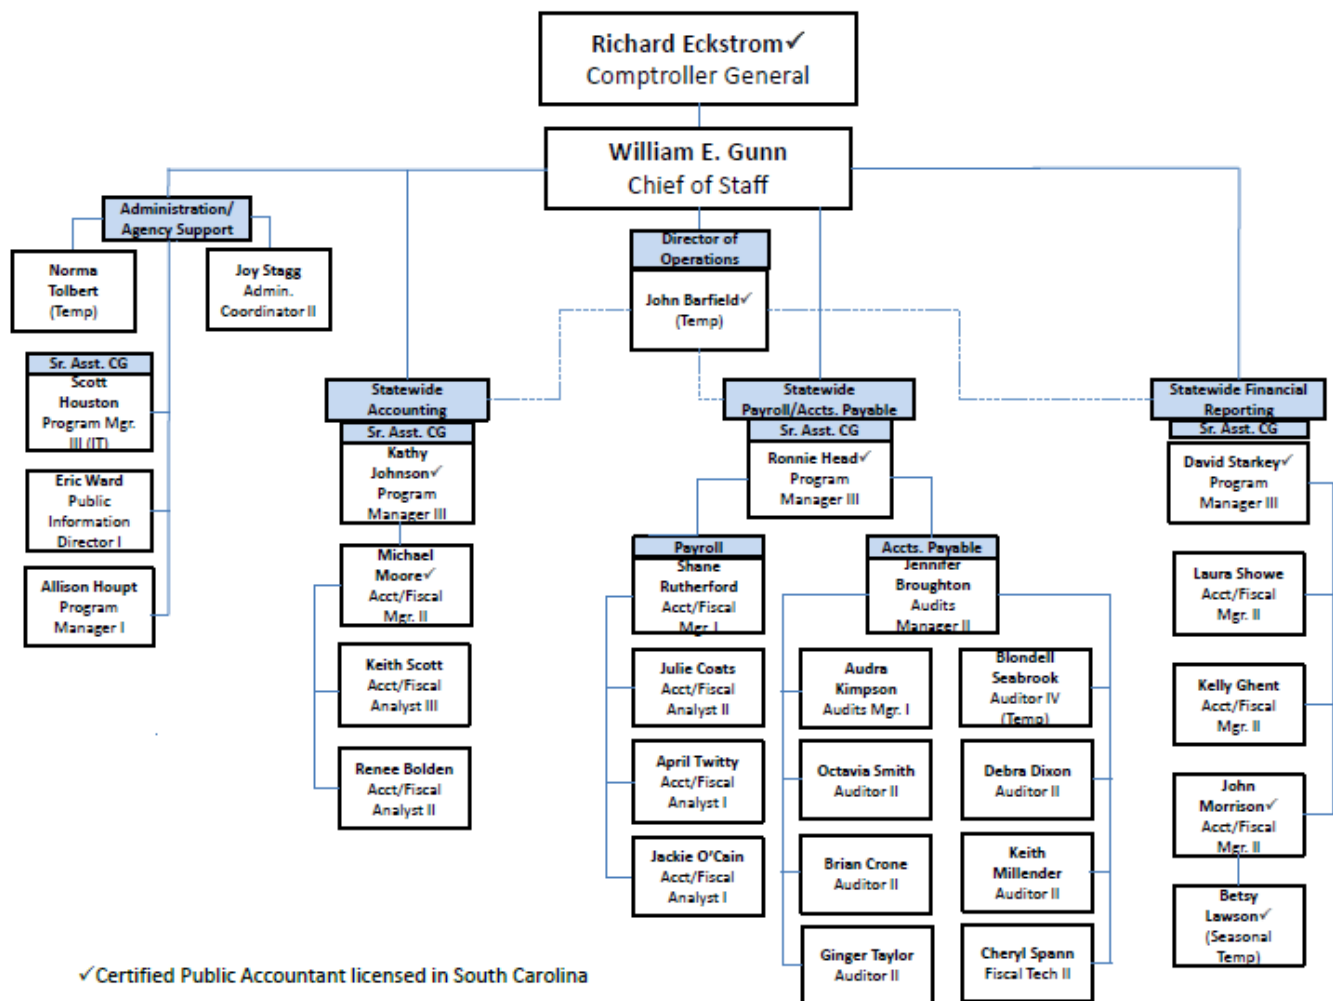 Richard Eckstrom✓
Comptroller General
William E. Gunn
Chief of Staff
Administration/
Agency Support
Norma
Tolbert
(Temp)
Joy Stagg
Admin.
Coordinator II
Director of
Operations
John Barfield✓
(Temp)
Sr. Asst. CG
Scott
Houston
Program Mgr.
III (IT)
Eric Ward
Public
Information
Director I
Allison Houpt
Program
Manager I
Statewide
Accounting
Sr. Asst. CG
Kathy
Johnson✓
Program
Manager III
Michael
Moore✓
Acct/Fiscal
Mgr. II
Keith Scott
Acct/Fiscal
Analyst III
Renee Bolden
Acct/Fiscal
Analyst II
Statewide
Payroll/Accts. Payable
Sr. Asst. CG
Ronnie Head✓
Program
Manager III
Payroll
Shane
Rutherford
Acct/Fiscal
Mgr. I
Julie Coats
Acct/Fiscal
Analyst II
April Twitty
Acct/Fiscal
Analyst I
Jackie O'Cain
Acct/Fiscal
Analyst I
Accts. Payable
Jennifer
Broughton
Audits
Manager II
Audra
Kimpson
Audits Mgr. I
Octavia Smith
Auditor II
Brian Crone
Auditor II
Ginger Taylor
Auditor II
Blondell
Seabrook
Auditor IV
(Temp)
Debra Dixon
Auditor II
Keith
Millender
Auditor II
Cheryl Spann
Fiscal Tech II
Statewide Financial
Reporting
Sr. Asst. CG
David Starkey✓
Program
Manager III
Laura Showe
Acct/Fiscal
Mgr. II
Kelly Ghent
Acct/Fiscal
Mgr. II
John
Morrison✓
Acct/Fiscal
Mgr. II
Betsy
Lawson✓
(Seasonal
Temp)
✓Certified Public Accountant licensed in South Carolina